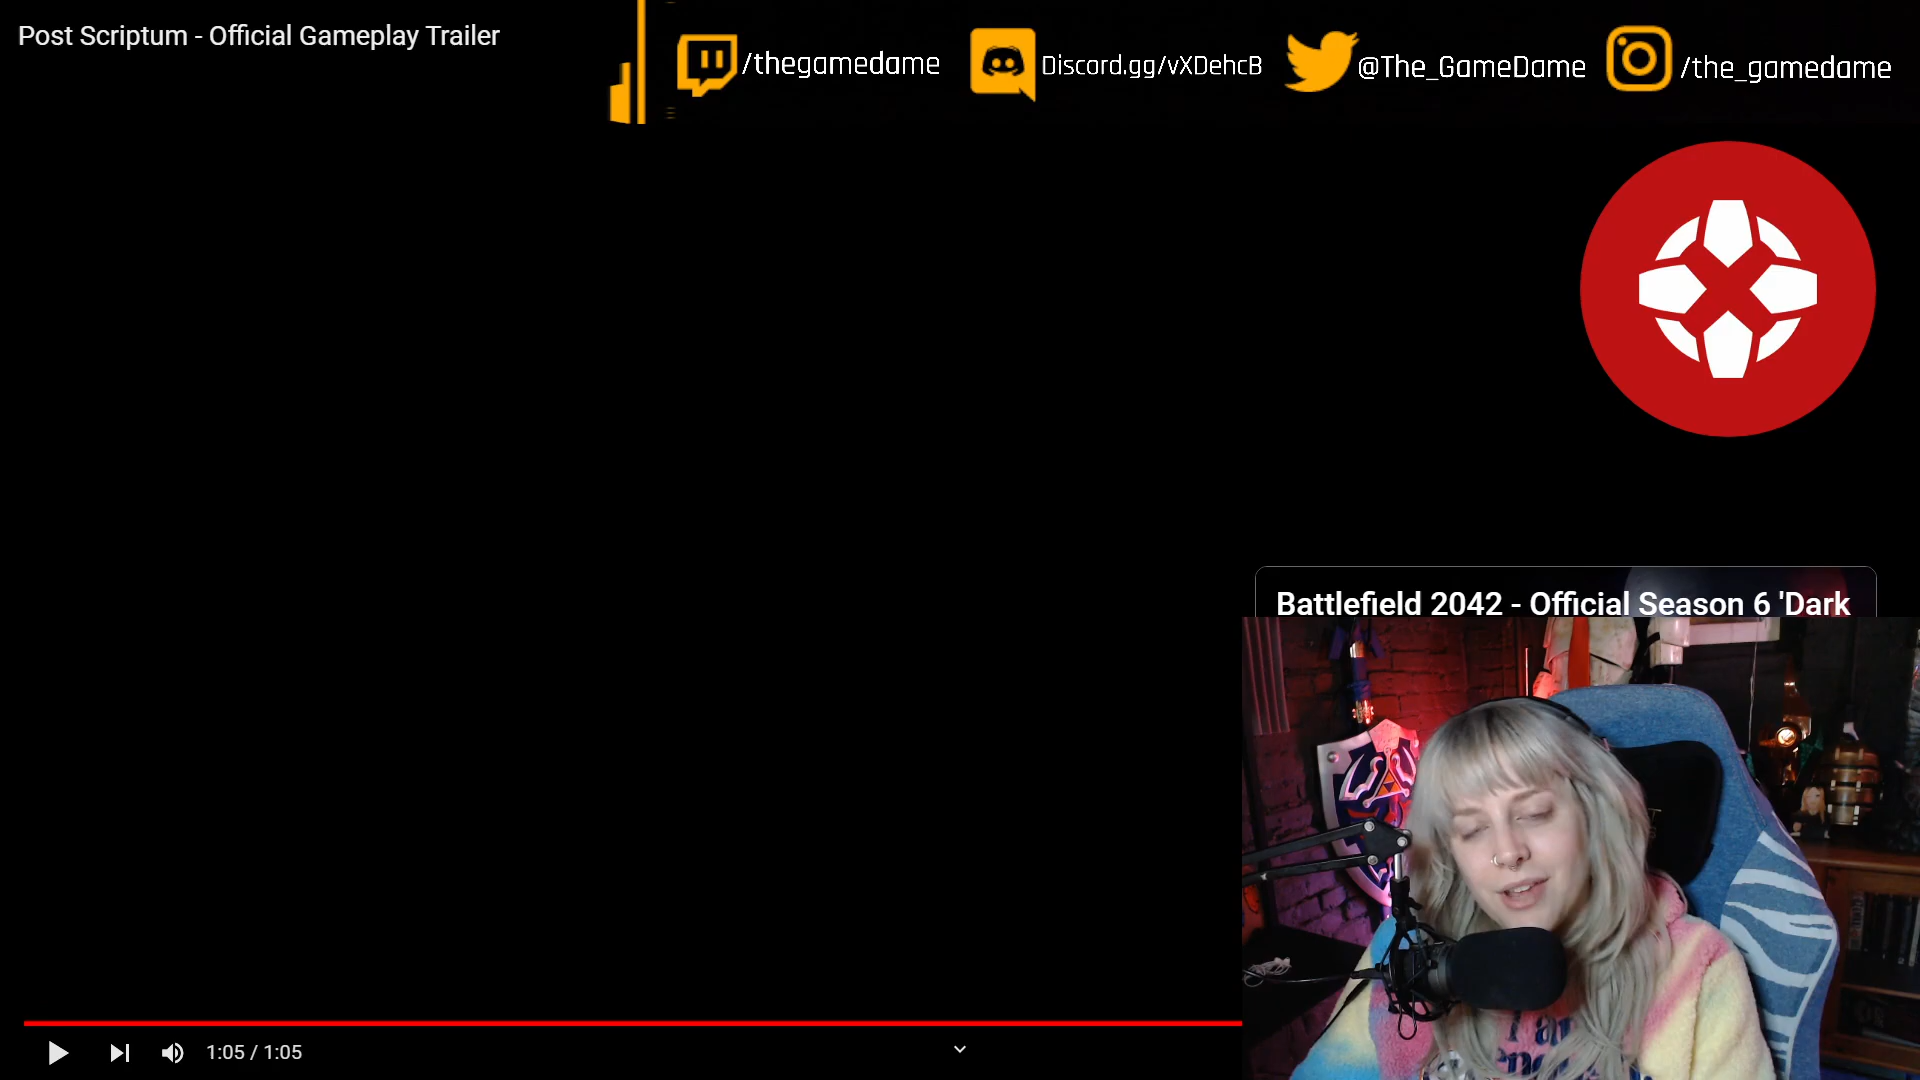 Post Scriptum - Official Gameplay Trailer
/thegamedame
Discord.gg/vXDehcB
@The_GameDame
/the_gamedame
Battlefield 2042 - Official Season 6 'Dark
1:05 / 1:05